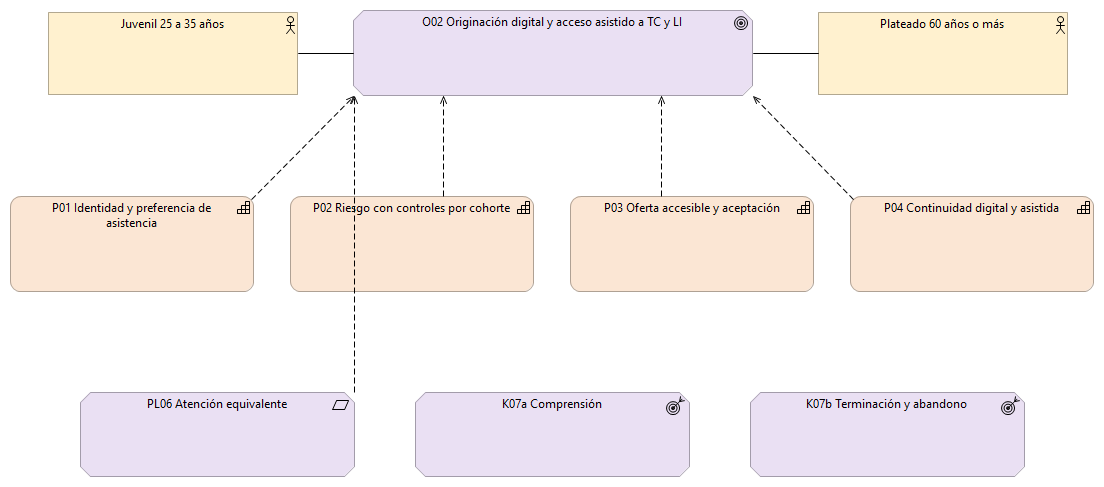 Juvenil 25 a 35 años
O02 Originación digital y acceso asistido a TC y LI
Plateado 60 años o más
P01 Identidad y preferencia de
asistencia
P02 Riesgo con controles por cohorte
P03 Oferta accesible y aceptación
P04 Continuidad digital y asistida
PL06 Atención equivalente
K07a Comprensión
K07b Terminación y abandono